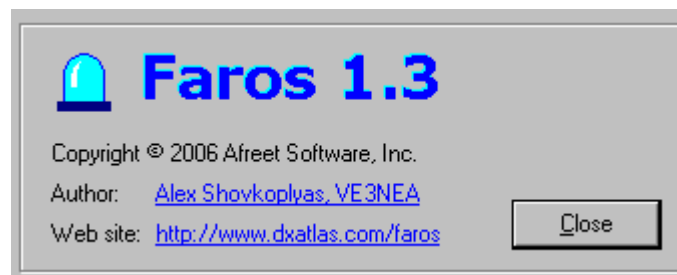 Faros 1.3
Copyright © 2006 Afreet Software, Inc.
Author: Alex Shovkoplyas, VE3NEA
Web site: http://www.dxatlas.com/faros
Close